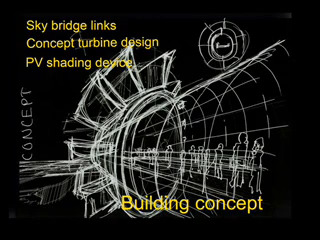 Sky bridge links
Concept turbine design
PV shading device
CONCEPT
Building concept